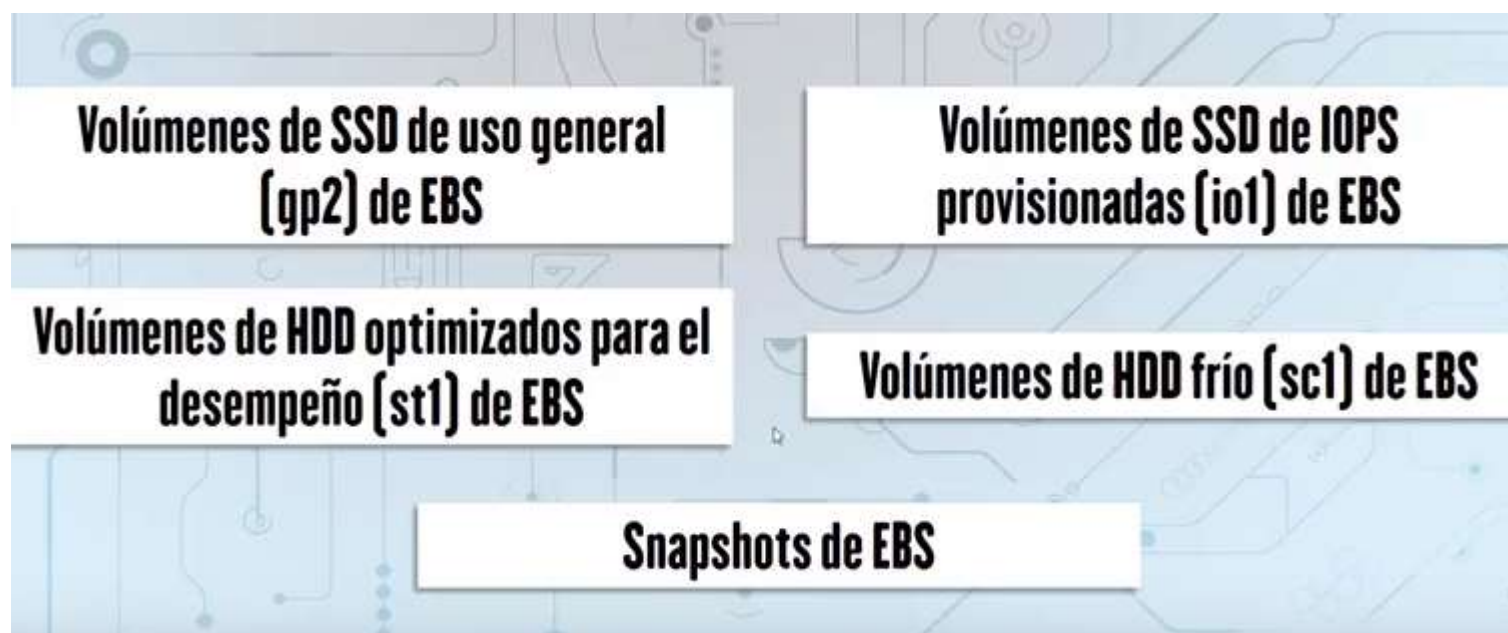 Volúmenes de SSD de uso general
(gp2) de EBS
Volúmenes de SSD de IOPS
provisionadas (io1) de EBS
Volúmenes de HDD optimizados para el
desempeño (st1) de EBS
Volúmenes de HDD frío (sc1) de EBS
Snapshots de EBS